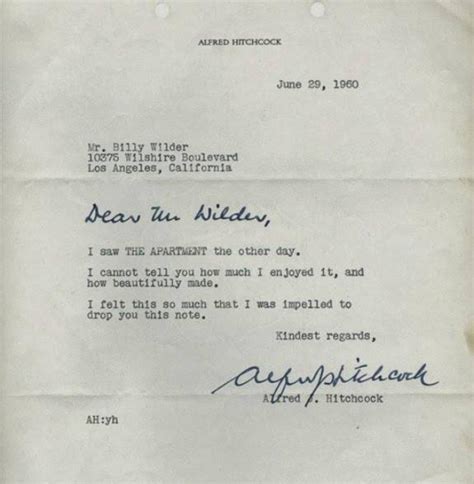 ALFRED HITCHCOCK
June 29, 1960
Mr. Billy Wilder
10375 Wilshire Boulevard
Los Angeles, California
Dear Mr Wilder,
I saw THE APARTMENT the other day.
I cannot tell you how much I enjoyed it, and
how beautifully made.
I felt this so much that I was impelled to
drop you this note.
Kindest regards,
Alfred J Hitchcock
Alfred J. Hitchcock
AH:yh